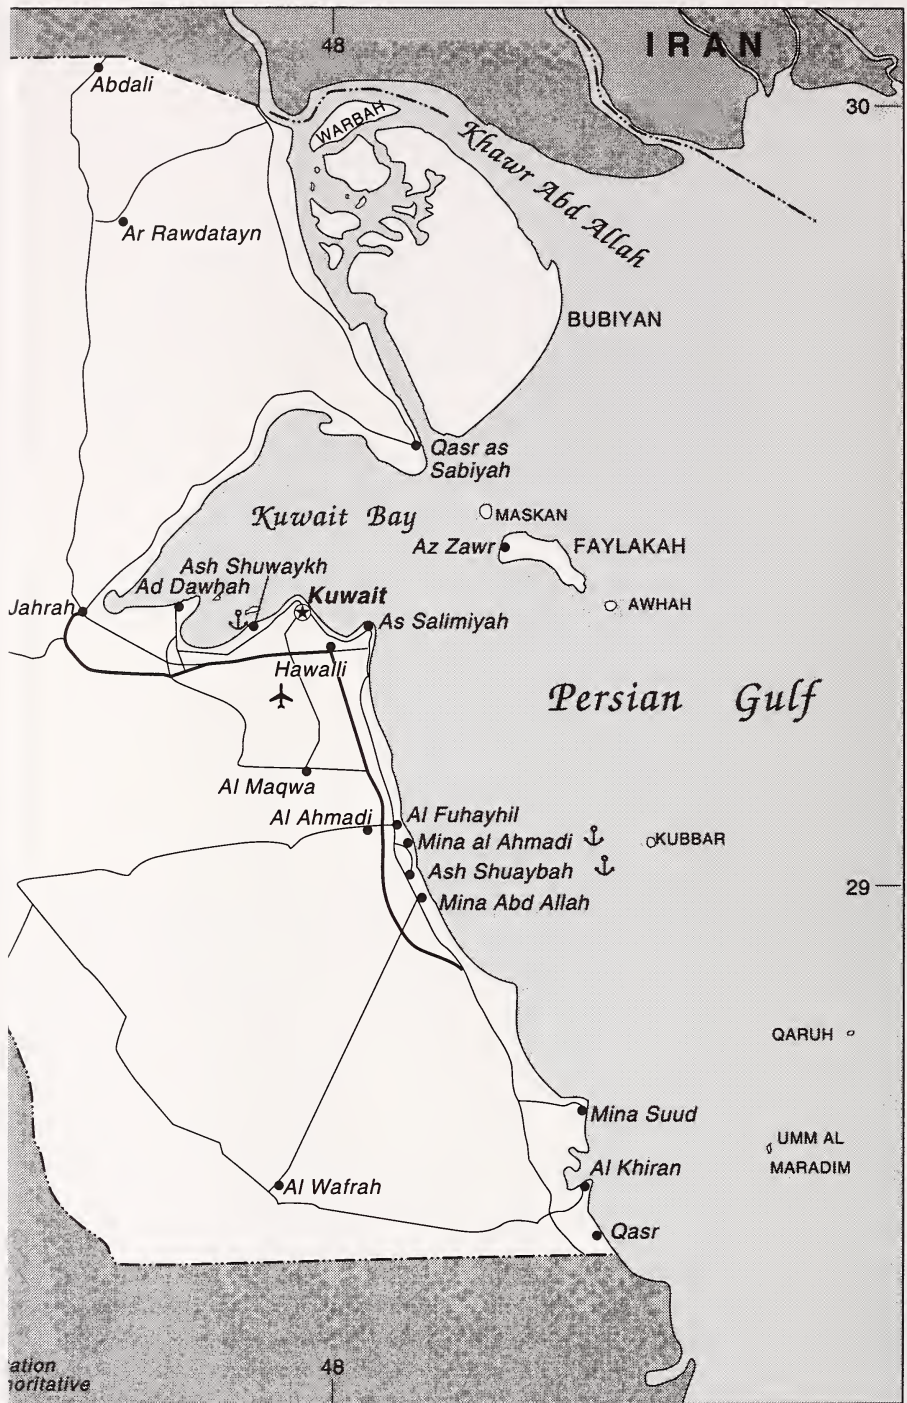 48
IRAN
Abdali
WARBAH
30
Khawr Abd Allah
Ar Rawdatayn
BUBIYAN
Qasr as
Sabiyah
Kuwait Bay
MASKAN
Az Zawr
FAYLAKAH
Ash Shuwaykh
Ad Dawhah
Kuwait
AWHAH
Jahrah
As Salimiyah
Hawalli
Persian Gulf
Al Maqwa
Al Ahmadi
Al Fuhayhil
Mina al Ahmadi
KUBBAR
Ash Shuaybah
29
Mina Abd Allah
QARUH
Mina Suud
UMM AL
MARADIM
Al Khiran
Al Wafrah
Qasr
48
ation
horitative